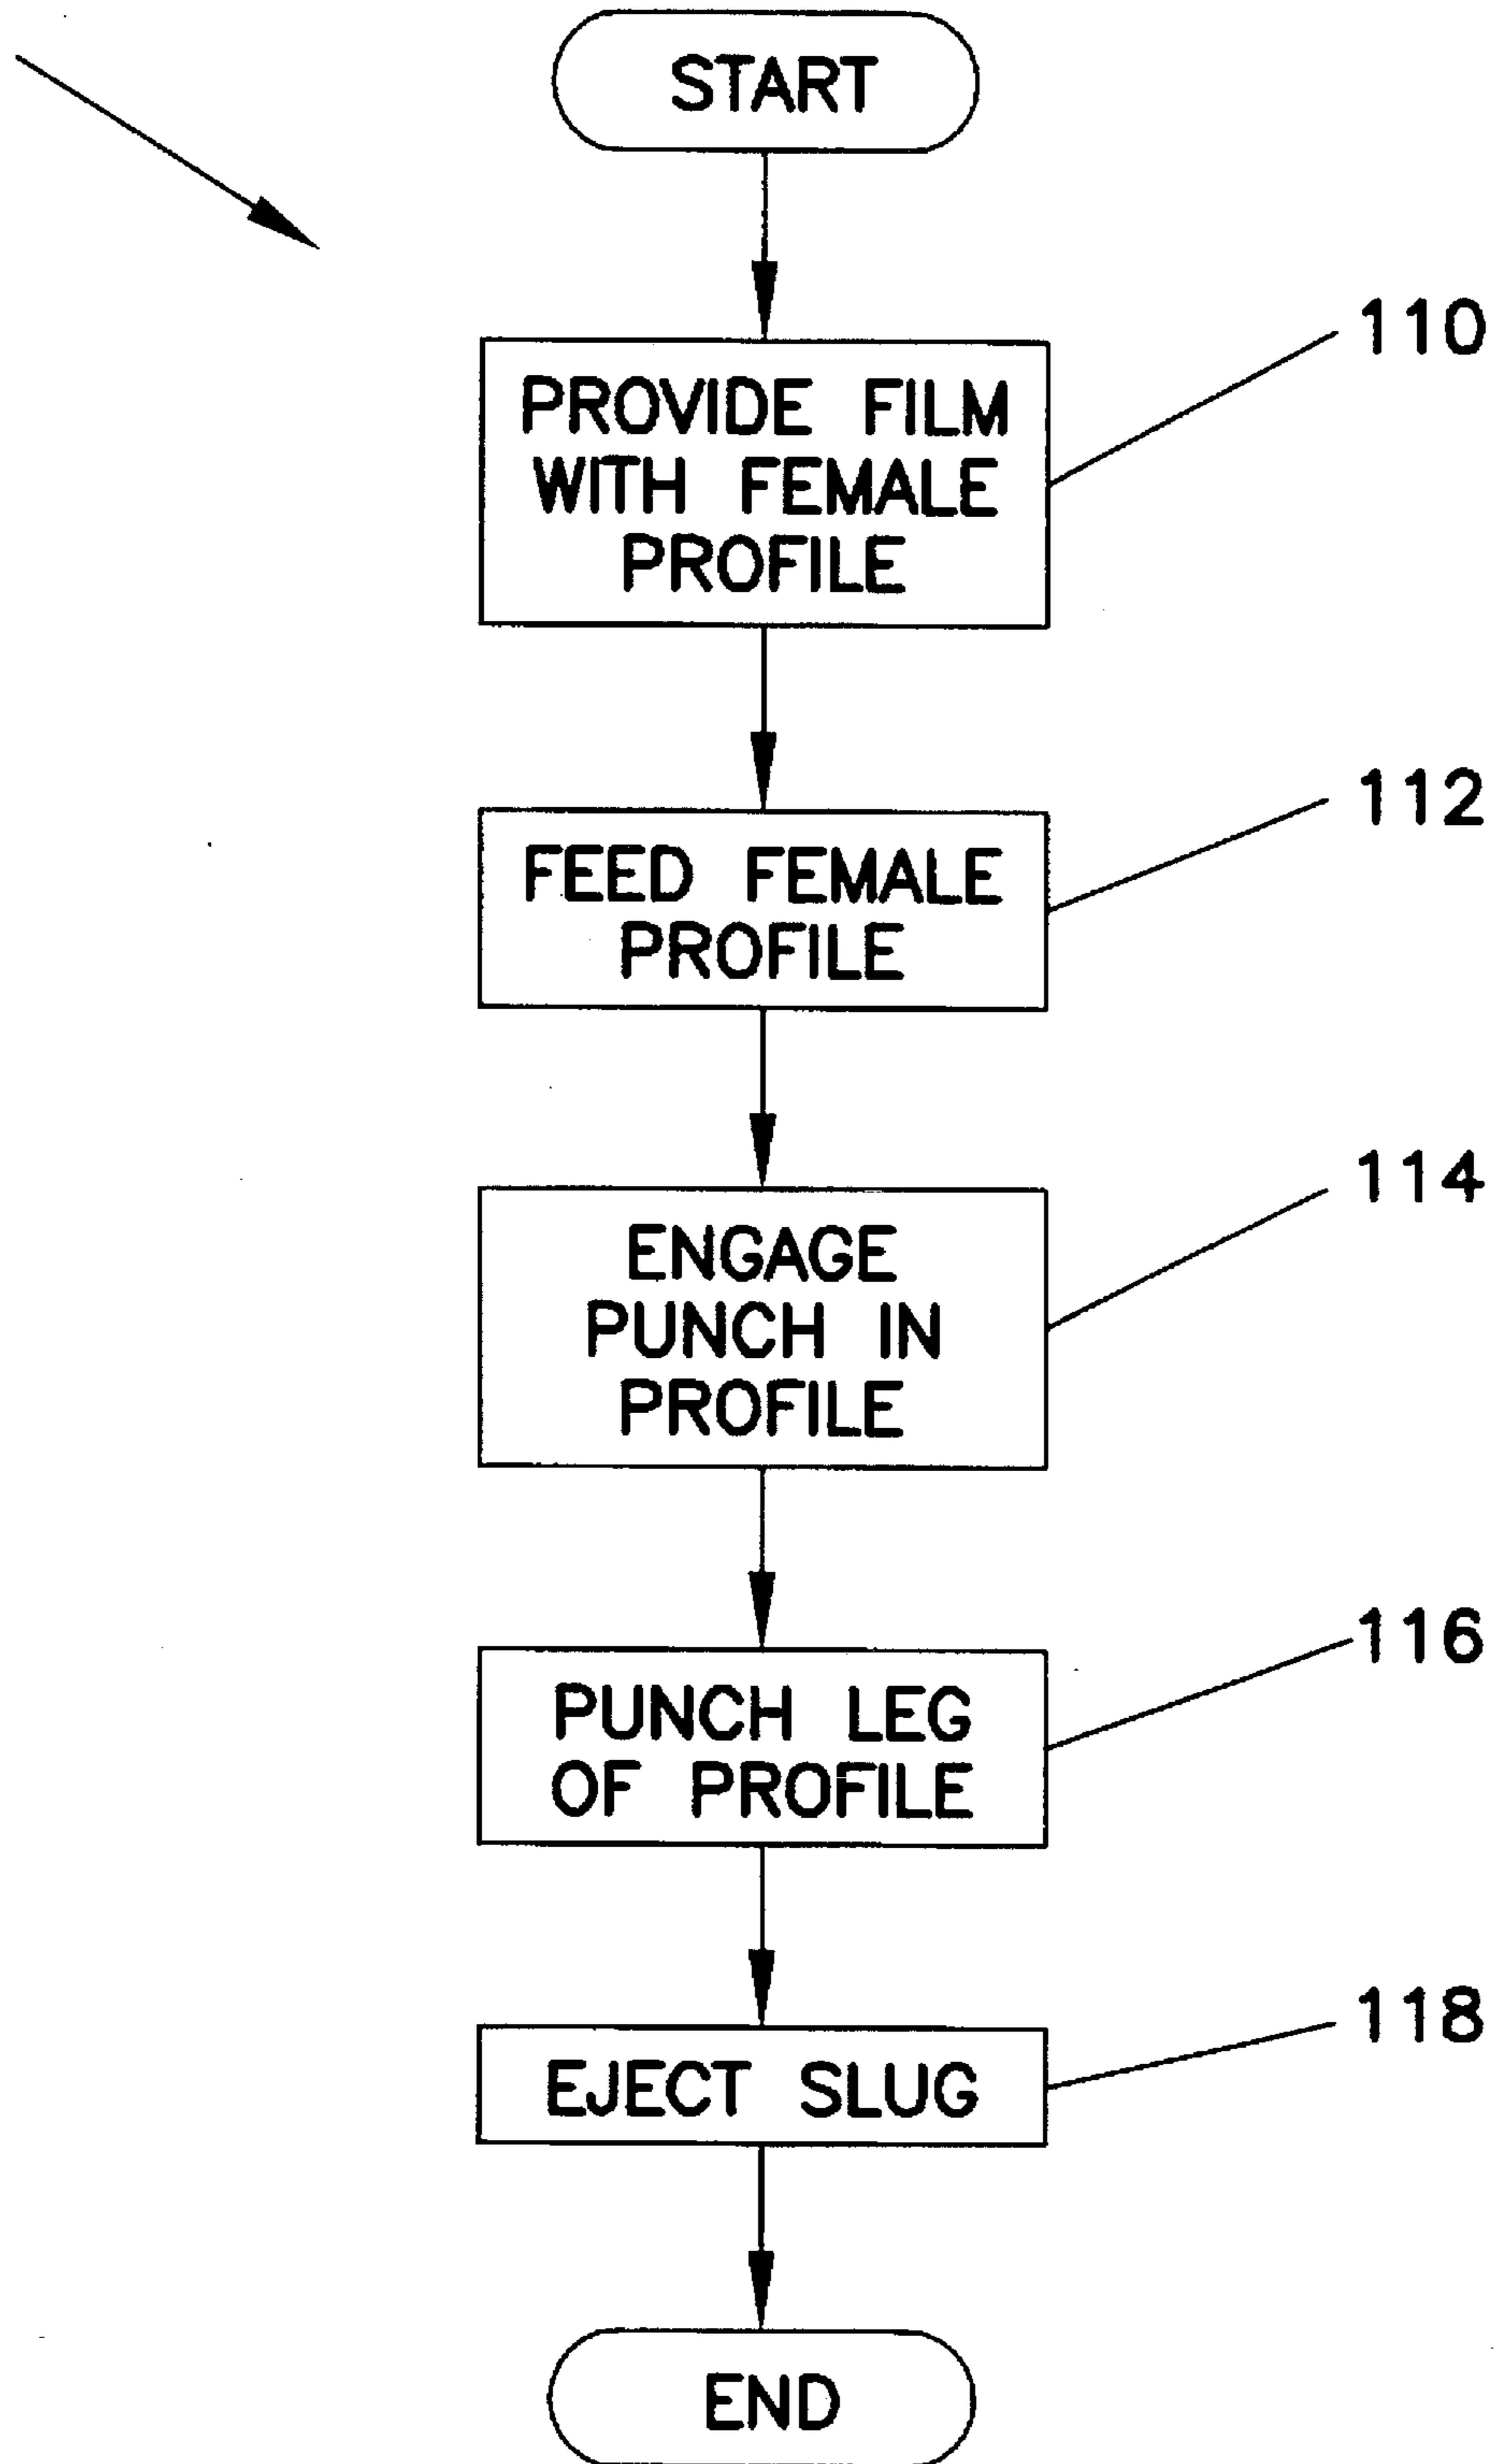 START
110
PROVIDE FILM
WITH FEMALE
PROFILE
112
FEED FEMALE
PROFILE
114
ENGAGE
PUNCH IN
PROFILE
116
PUNCH LEG
OF PROFILE
118
EJECT SLUG
END